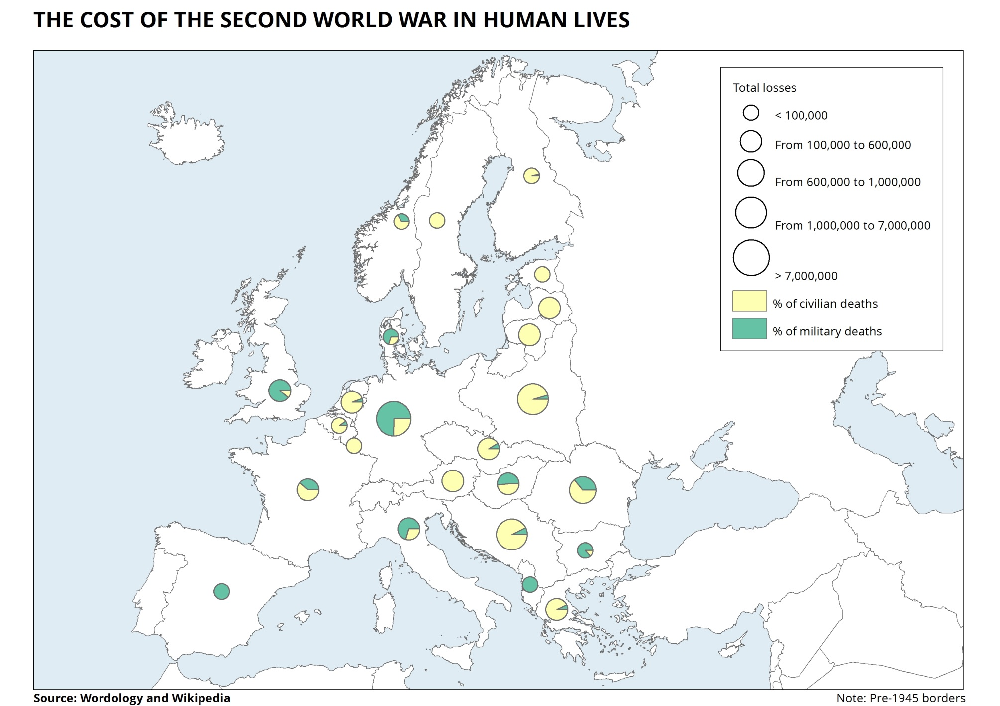 THE COST OF THE SECOND WORLD WAR IN HUMAN LIVES
Total losses
< 100,000
From 100,000 to 600,000
From 600,000 to 1,000,000
From 1,000,000 to 7,000,000
> 7,000,000
% of civilian deaths
% of military deaths
Source: Wordology and Wikipedia
Note: Pre-1945 borders